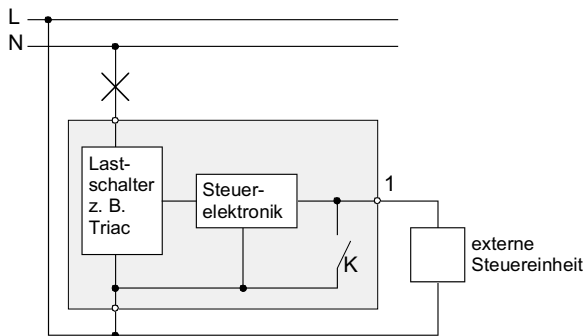 L
N
Last-
schalter
z. B.
Triac
Steuer-
elektronik
1
K
externe
Steuereinheit